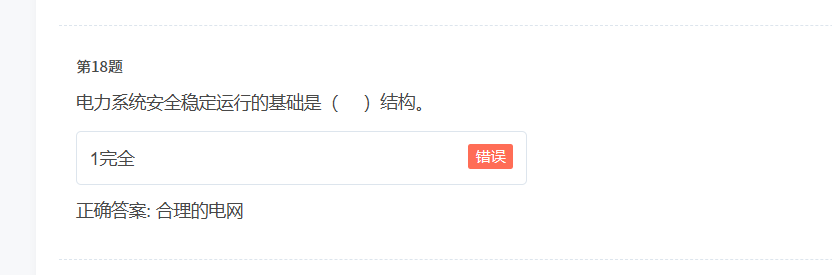 第18题
电力系统安全稳定运行的基础是（　）结构。
1完全
错误
正确答案: 合理的电网